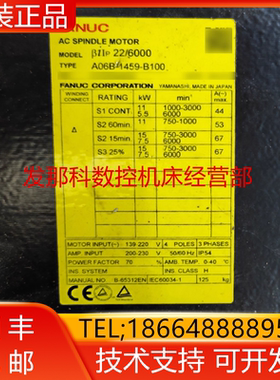 包
丰
邮
FANUC
AC SPINDLE MOTOR
MODEL βiIP 22/6000
TYPE A06B-1459-B100
FANUC CORPORATION YAMANASHI, MADE IN JAPAN
WINDING CONNECT RATING kW min⁻¹ A(~) max
S1 CONT. 11 1000-3000 44
5.5 6000
S2 60min. 11 750-1000 53
S2 15min. 15 750-3000 67
7.5 6000
S3 25% 15 750-3000 67
7.5 6000
发那科数控机床经营部
MOTOR INPUT(~) 139-220 V 4 POLES 3 PHASES
AMP. INPUT 200-230 V 50/60 Hz IP54
POWER FACTOR 76 % AMB. TEMP. 0-40 ℃
INS. SYSTEM INS. CLASS H
MANUAL NO. B-65312EN IEC60034-1 125 kg
TEL;18664888895
技术支持 可开发